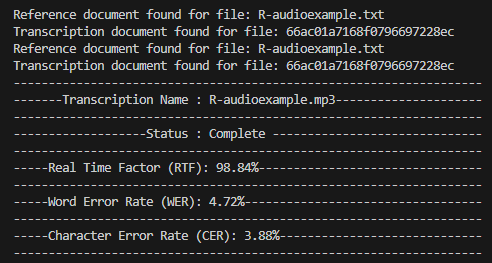 Reference document found for file: R-audioexample.txt
Transcription document found for file: 66ac01a7168f0796697228ec
Reference document found for file: R-audioexample.txt
Transcription document found for file: 66ac01a7168f0796697228ec
-------------------------------------------------------------------
-------Transcription Name : R-audioexample.mp3---------------------
-------------------------------------------------------------------
-------------------Status : Complete ------------------------------
-------------------------------------------------------------------
-----Real Time Factor (RTF): 98.84%--------------------------------
-------------------------------------------------------------------
-----Word Error Rate (WER): 4.72%----------------------------------
-------------------------------------------------------------------
-----Character Error Rate (CER): 3.88%-----------------------------
-------------------------------------------------------------------